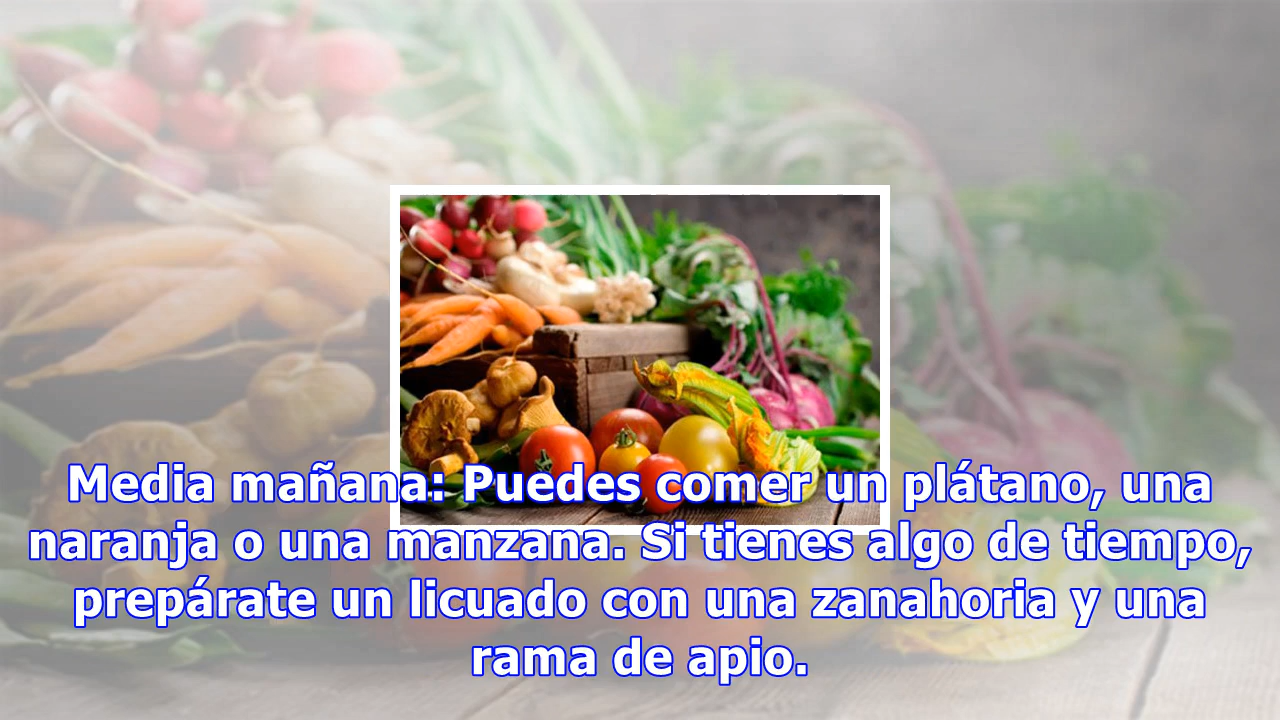 Media mañana: Puedes comer un plátano, una
naranja o una manzana. Si tienes algo de tiempo,
prepárate un licuado con una zanahoria y una
rama de apio.